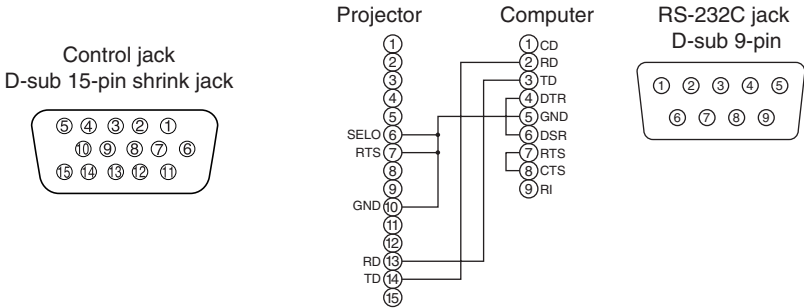 Control jack
D-sub 15-pin shrink jack
⑤ ④ ③ ② ①
⑩ ⑨ ⑧ ⑦ ⑥
⑮ ⑭ ⑬ ⑫ ⑪
Projector
①
②
③
④
⑤
SELO ⑥
RTS ⑦
⑧
⑨
GND ⑩
⑪
⑫
RD ⑬
TD ⑭
⑮
Computer
① CD
② RD
③ TD
④ DTR
⑤ GND
⑥ DSR
⑦ RTS
⑧ CTS
⑨ RI
RS-232C jack
D-sub 9-pin
① ② ③ ④ ⑤
⑥ ⑦ ⑧ ⑨